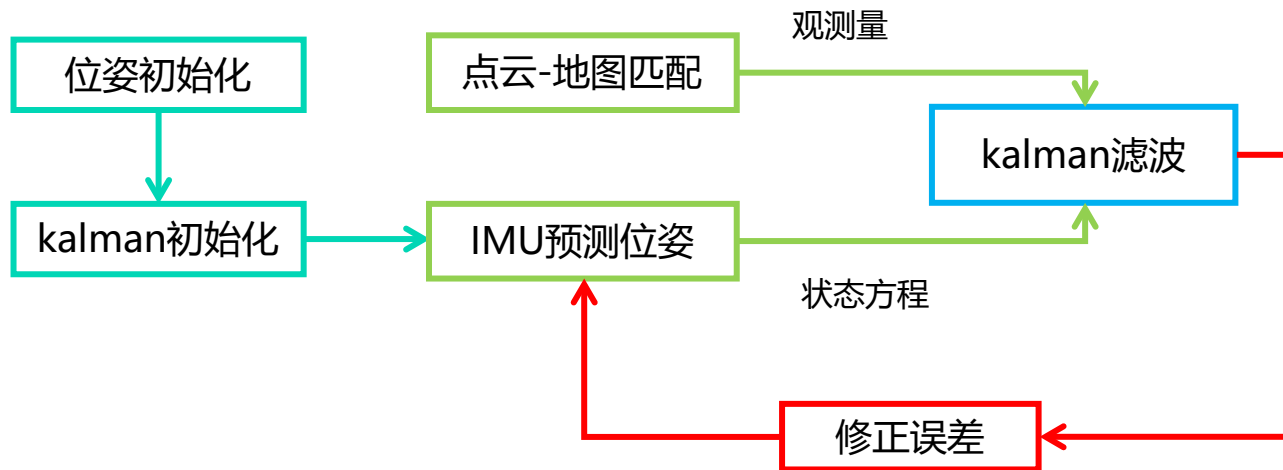 观测量
位姿初始化
点云-地图匹配
kalman滤波
kalman初始化
IMU预测位姿
状态方程
修正误差